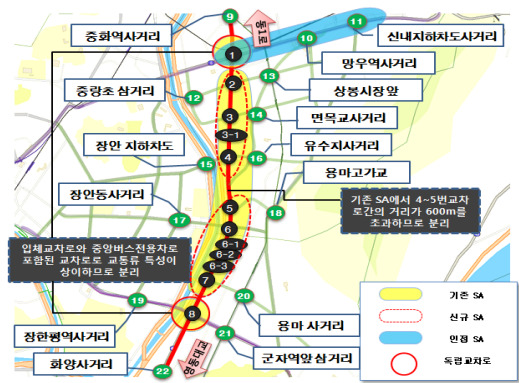 9
동1로
11
중화역사거리
신내지하차도사거리
10
1
망우역사거리
13
2
중랑초 삼거리
12
상봉시장 앞
3
14
면목교사거리
3-1
장안 지하차도
4
16
유수지사거리
15
용마고가교
장안동사거리
5
18
17
기존 SA에서 4~5번교차
로간의 거리가 600m를
초과하므로 분리
6
입체교차로와 중앙버스전용차로
포함된 교차로로 교통류 특성이
상이하므로 분리
6-1
6-2
6-3
7
19
20
8
용마 사거리
장한평역사거리
21
군자역앞 삼거리
화양사거리
22
영동대교
기존 SA
신규 SA
인접 SA
독립교차로